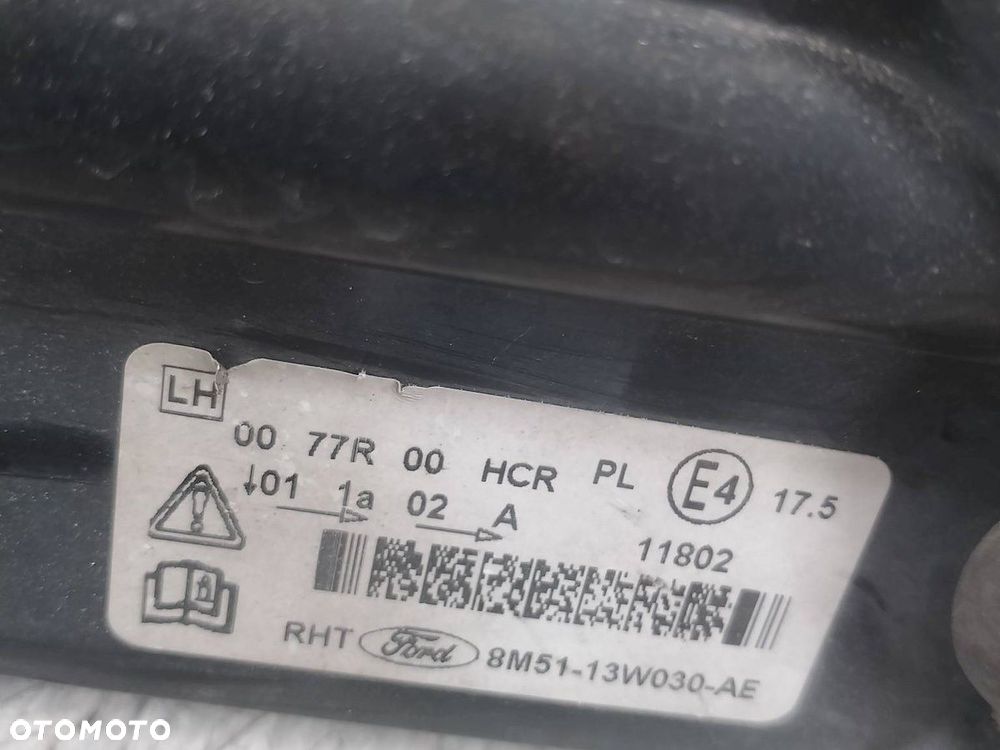 LH
00 77R 00 HCR PL E4 17.5
↓01 1a 02 A
11802
RHT Ford 8M51-13W030-AE
OTOMOTO